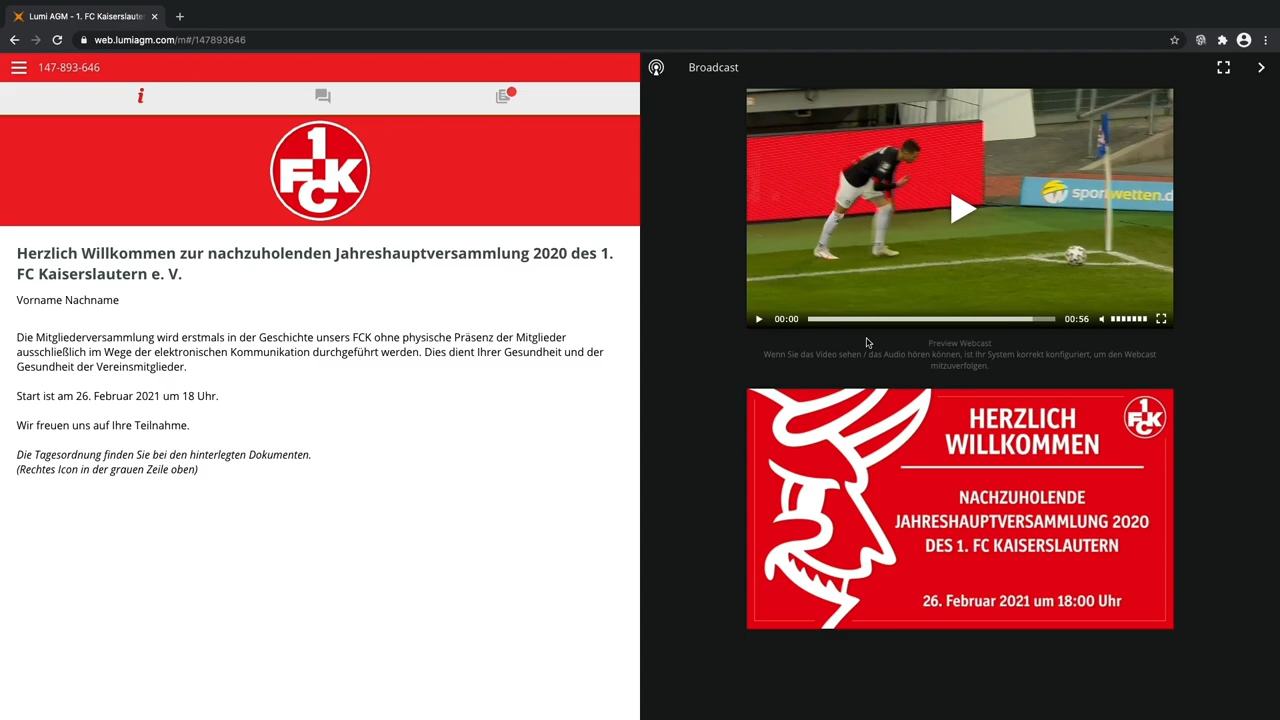 Lumi AGM - 1. FC Kaiserslaute
web.lumiagm.com/m#/147893646
147-893-646
Broadcast
1
FCK
Herzlich Willkommen zur nachzuholenden Jahreshauptversammlung 2020 des 1.
FC Kaiserslautern e. V.
Vorname Nachname
Die Mitgliederversammlung wird erstmals in der Geschichte unsers FCK ohne physische Präsenz der Mitglieder
ausschließlich im Wege der elektronischen Kommunikation durchgeführt werden. Dies dient Ihrer Gesundheit und der
Gesundheit der Vereinsmitglieder.
Start ist am 26. Februar 2021 um 18 Uhr.
Wir freuen uns auf Ihre Teilnahme.
Die Tagesordnung finden Sie bei den hinterlegten Dokumenten.
(Rechtes Icon in der grauen Zeile oben)
sportwetten.d
00:00
00:56
Preview Webcast
Wenn Sie das Video sehen / das Audio hören können, ist Ihr System korrekt konfiguriert, um den Webcast
mitzuverfolgen.
1
FCK
HERZLICH
WILLKOMMEN
NACHZUHOLENDE
JAHRESHAUPTVERSAMMLUNG 2020
DES 1. FC KAISERSLAUTERN
26. Februar 2021 um 18:00 Uhr